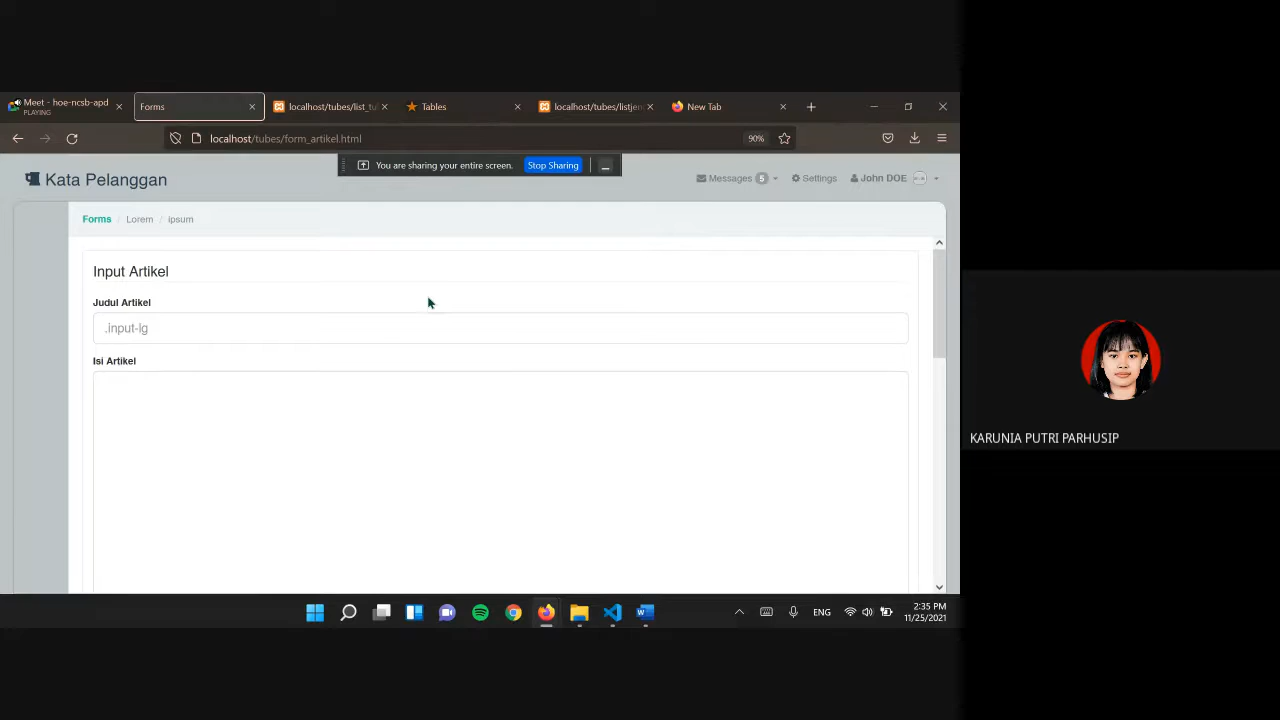 Meet - hoe-ncsb-apd
PLAYING
Forms
localhost/tubes/list_tu
Tables
localhost/tubes/listjen
New Tab
localhost/tubes/form_artikel.html
90%
You are sharing your entire screen.
Stop Sharing
Kata Pelanggan
Messages 5
Settings
John DOE
Forms / Lorem / ipsum
Input Artikel
Judul Artikel
.input-lg
Isi Artikel
KARUNIA PUTRI PARHUSIP
ENG
2:35 PM
11/25/2021